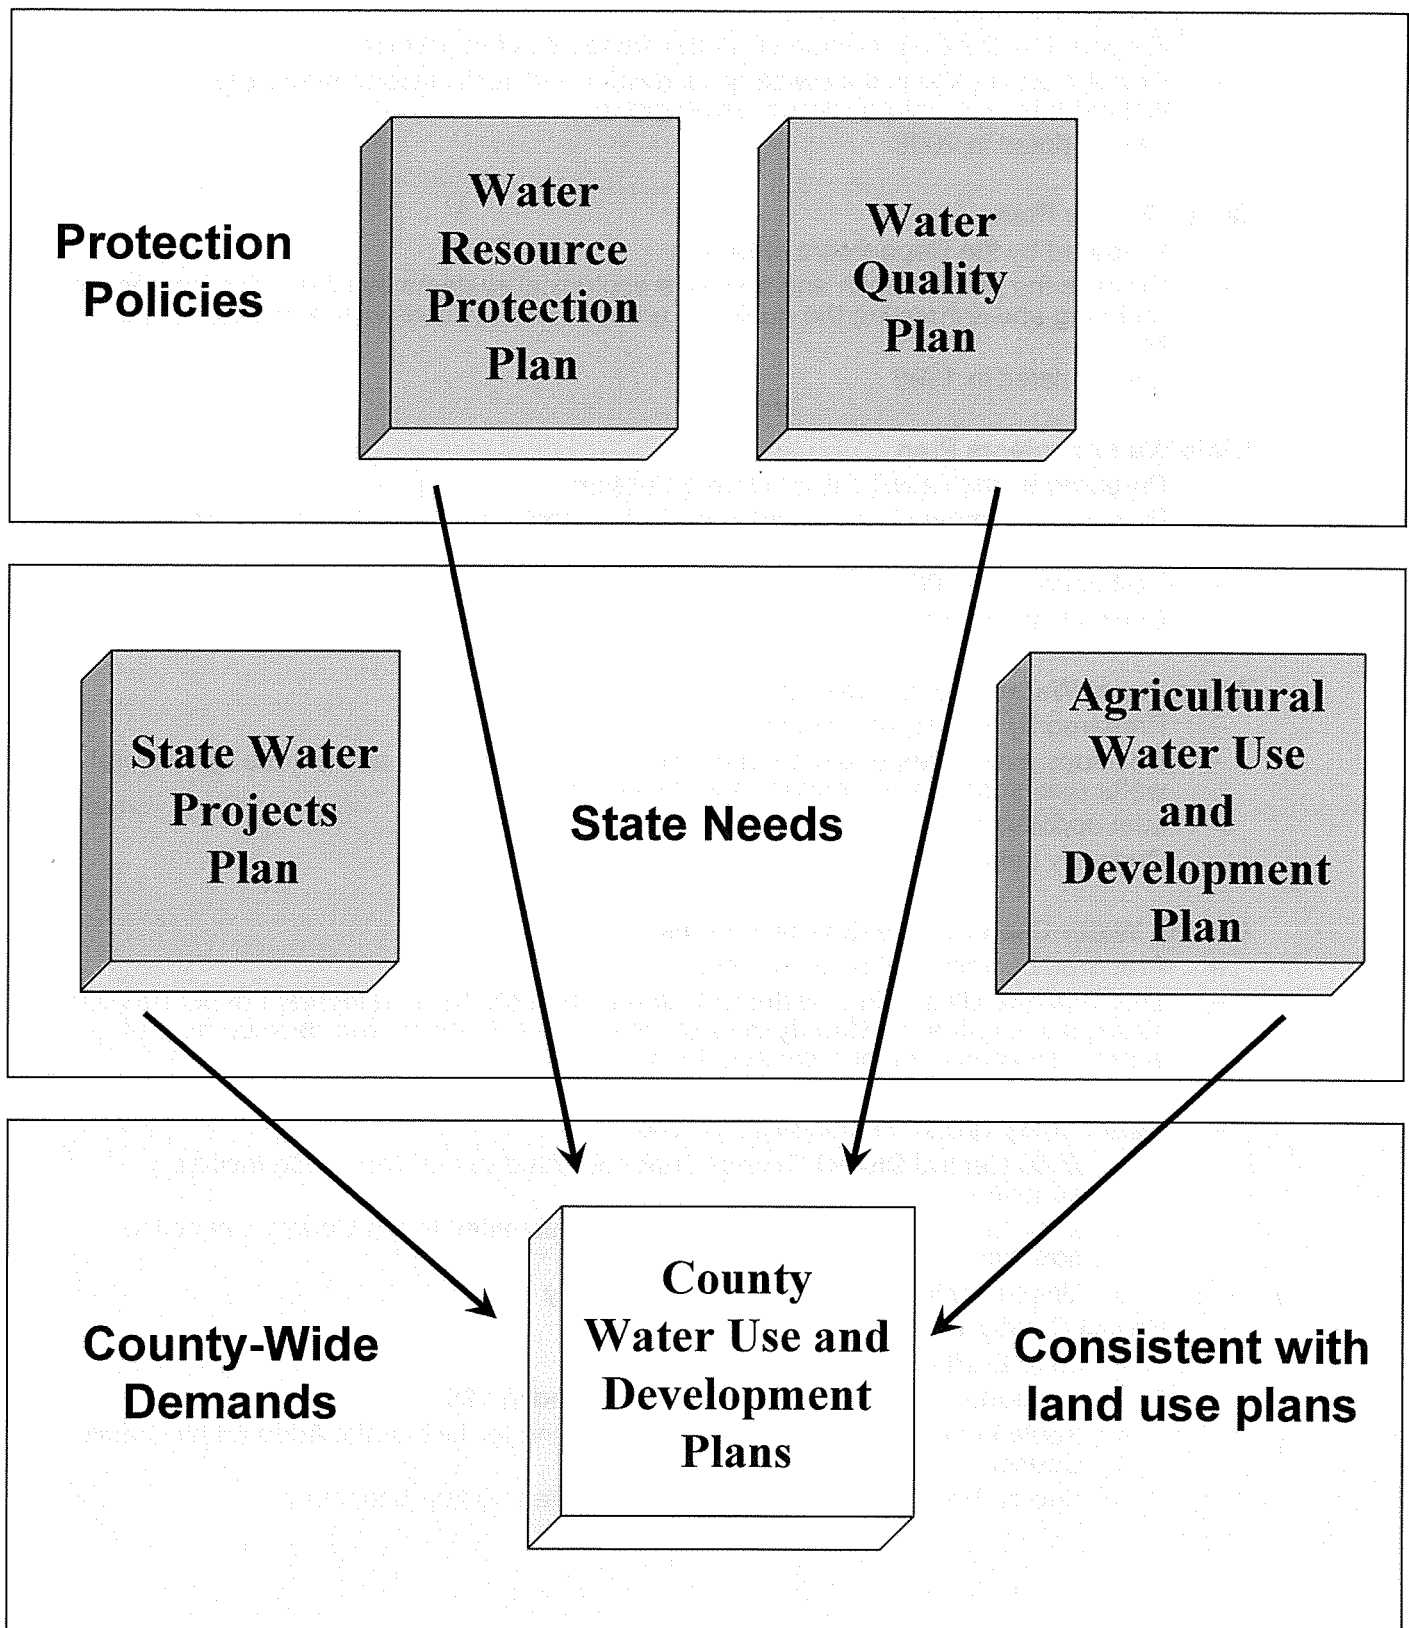 Protection
Policies
Water
Resource
Protection
Plan
Water
Quality
Plan
State Water
Projects
Plan
State Needs
Agricultural
Water Use
and
Development
Plan
County-Wide
Demands
County
Water Use and
Development
Plans
Consistent with
land use plans